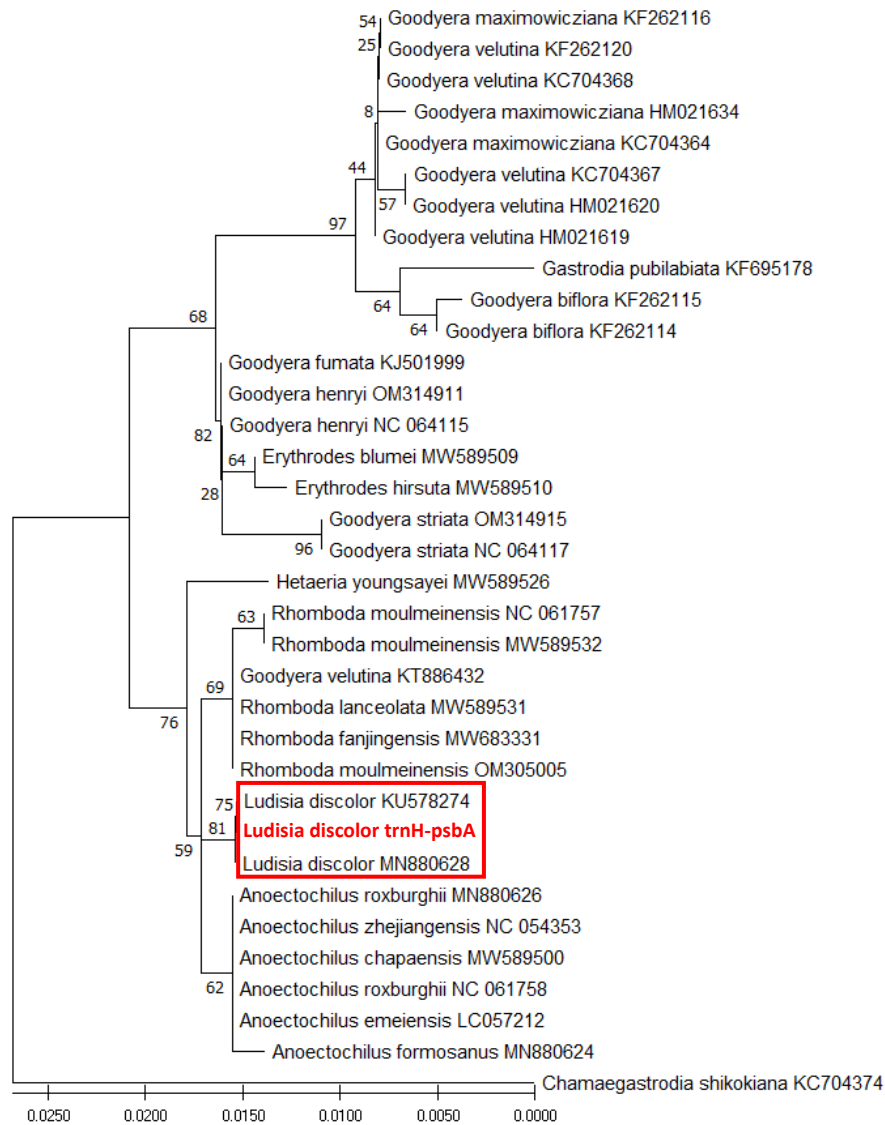 54
Goodyera maximowicziana KF262116
25
Goodyera velutina KF262120
Goodyera velutina KC704368
8
Goodyera maximowicziana HM021634
Goodyera maximowicziana KC704364
44
Goodyera velutina KC704367
57
Goodyera velutina HM021620
97
Goodyera velutina HM021619
Gastrodia pubilabiata KF695178
64
Goodyera biflora KF262115
64
Goodyera biflora KF262114
68
Goodyera fumata KJ501999
Goodyera henryi OM314911
Goodyera henryi NC 064115
82
64
Erythrodes blumei MW589509
28
Erythrodes hirsuta MW589510
Goodyera striata OM314915
96
Goodyera striata NC 064117
Hetaeria youngsayei MW589526
63
Rhomboda moulmeinensis NC 061757
Rhomboda moulmeinensis MW589532
Goodyera velutina KT886432
69
Rhomboda lanceolata MW589531
76
Rhomboda fanjingensis MW683331
Rhomboda moulmeinensis OM305005
75
Ludisia discolor KU578274
81
Ludisia discolor trnH-psbA
59
Ludisia discolor MN880628
Anoectochilus roxburghii MN880626
Anoectochilus zhejiangensis NC 054353
Anoectochilus chapaensis MW589500
62
Anoectochilus roxburghii NC 061758
Anoectochilus emeiensis LC057212
Anoectochilus formosanus MN880624
Chamaegastrodia shikokiana KC704374
0.0250 0.0200 0.0150 0.0100 0.0050 0.0000